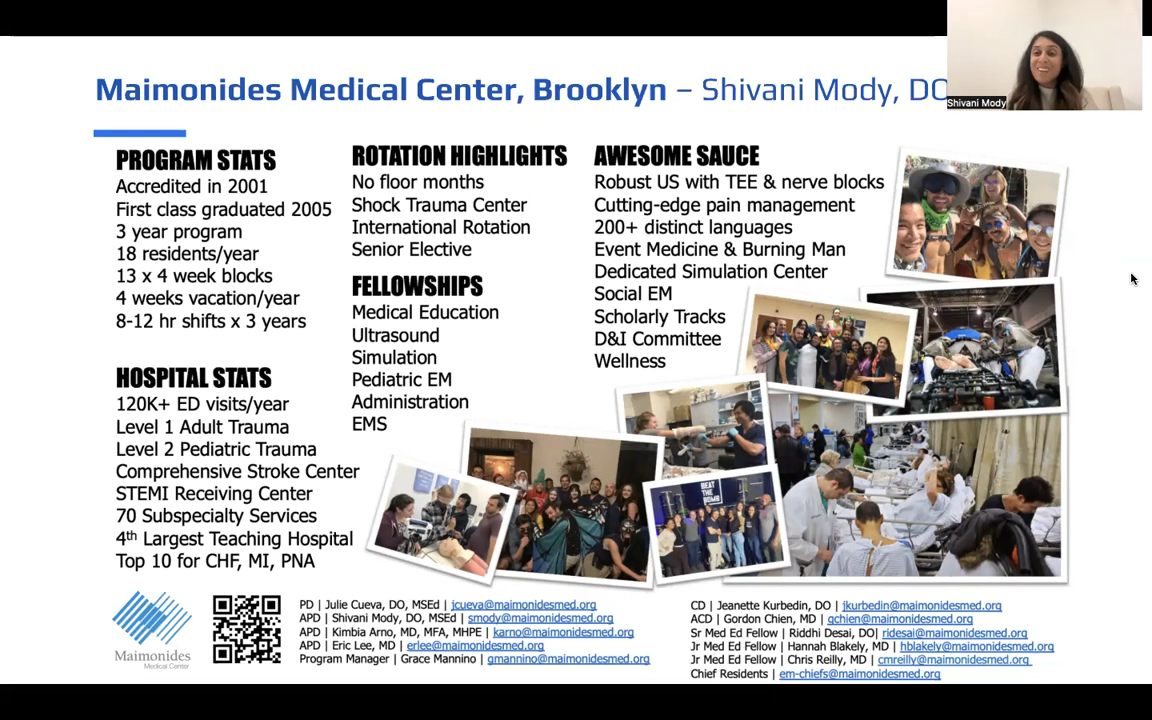 Maimonides Medical Center, Brooklyn – Shivani Mody, DO
Shivani Mody
PROGRAM STATS
Accredited in 2001
First class graduated 2005
3 year program
18 residents/year
13 x 4 week blocks
4 weeks vacation/year
8-12 hr shifts x 3 years
HOSPITAL STATS
120K+ ED visits/year
Level 1 Adult Trauma
Level 2 Pediatric Trauma
Comprehensive Stroke Center
STEMI Receiving Center
70 Subspecialty Services
4th Largest Teaching Hospital
Top 10 for CHF, MI, PNA
ROTATION HIGHLIGHTS
No floor months
Shock Trauma Center
International Rotation
Senior Elective
FELLOWSHIPS
Medical Education
Ultrasound
Simulation
Pediatric EM
Administration
EMS
AWESOME SAUCE
Robust US with TEE & nerve blocks
Cutting-edge pain management
200+ distinct languages
Event Medicine & Burning Man
Dedicated Simulation Center
Social EM
Scholarly Tracks
D&I Committee
Wellness
BEAT
THE
BOMB
Maimonides
Medical Center
PD | Julie Cueva, DO, MSEd | jcueva@maimonidesmed.org
APD | Shivani Mody, DO, MSEd | smody@maimonidesmed.org
APD | Kimbia Arno, MD, MFA, MHPE | karno@maimonidesmed.org
APD | Eric Lee, MD | erlee@maimonidesmed.org
Program Manager | Grace Mannino | gmannino@maimonidesmed.org
CD | Jeanette Kurbedin, DO | jkurbedin@maimonidesmed.org
ACD | Gordon Chien, MD | gchien@maimonidesmed.org
Sr Med Ed Fellow | Riddhi Desai, DO| ridesai@maimonidesmed.org
Jr Med Ed Fellow | Hannah Blakely, MD | hblakely@maimonidesmed.org
Jr Med Ed Fellow | Chris Reilly, MD | cmreilly@maimonidesmed.org
Chief Residents | em-chiefs@maimonidesmed.org